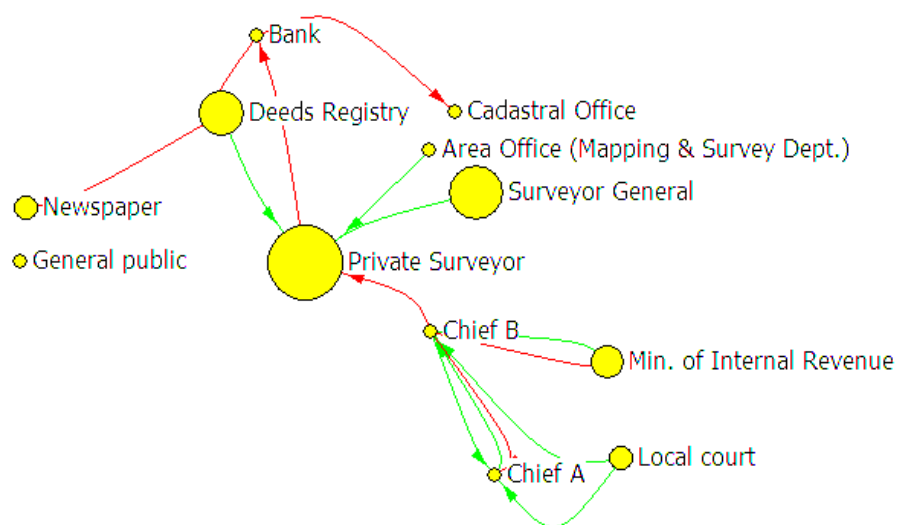 Bank
Deeds Registry
Cadastral Office
Area Office (Mapping & Survey Dept.)
Surveyor General
Newspaper
General public
Private Surveyor
Chief B
Min. of Internal Revenue
Local court
Chief A